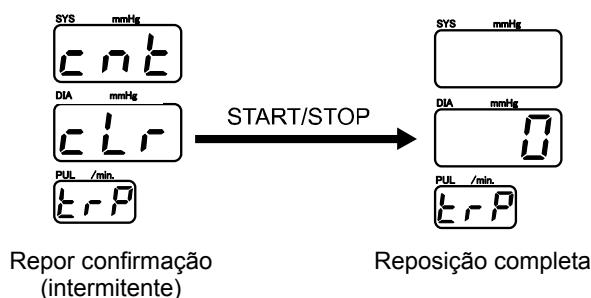 SYS mmHg
cnt
DIA mmHg
cLr
PUL /min.
trP
START/STOP
SYS mmHg
DIA mmHg
0
PUL /min.
trP
Repor confirmação
(intermitente)
Reposição completa